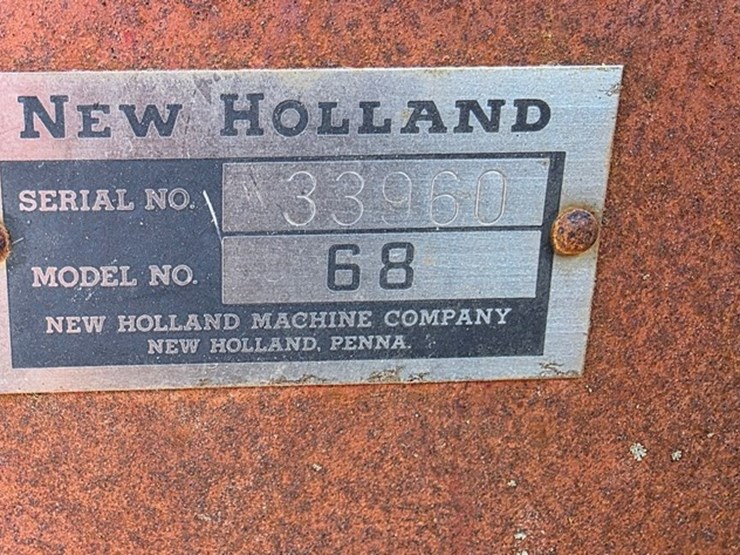 NEW HOLLAND
SERIAL NO. 33960
MODEL NO. 68
NEW HOLLAND MACHINE COMPANY
NEW HOLLAND, PENNA.